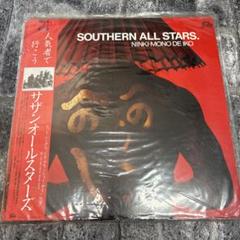 SOUTHERN ALL STARS.
NINKI MONO DE IKO
人気者で
行こう
サザンオールスターズ